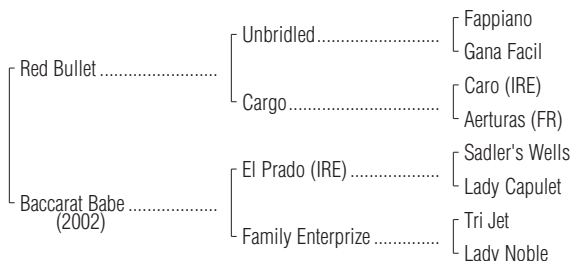 Fappiano
Unbridled
Gana Facil
Red Bullet
Caro (IRE)
Cargo
Aerturas (FR)
Sadler's Wells
El Prado (IRE)
Lady Capulet
Baccarat Babe
(2002)
Tri Jet
Family Enterprize
Lady Noble